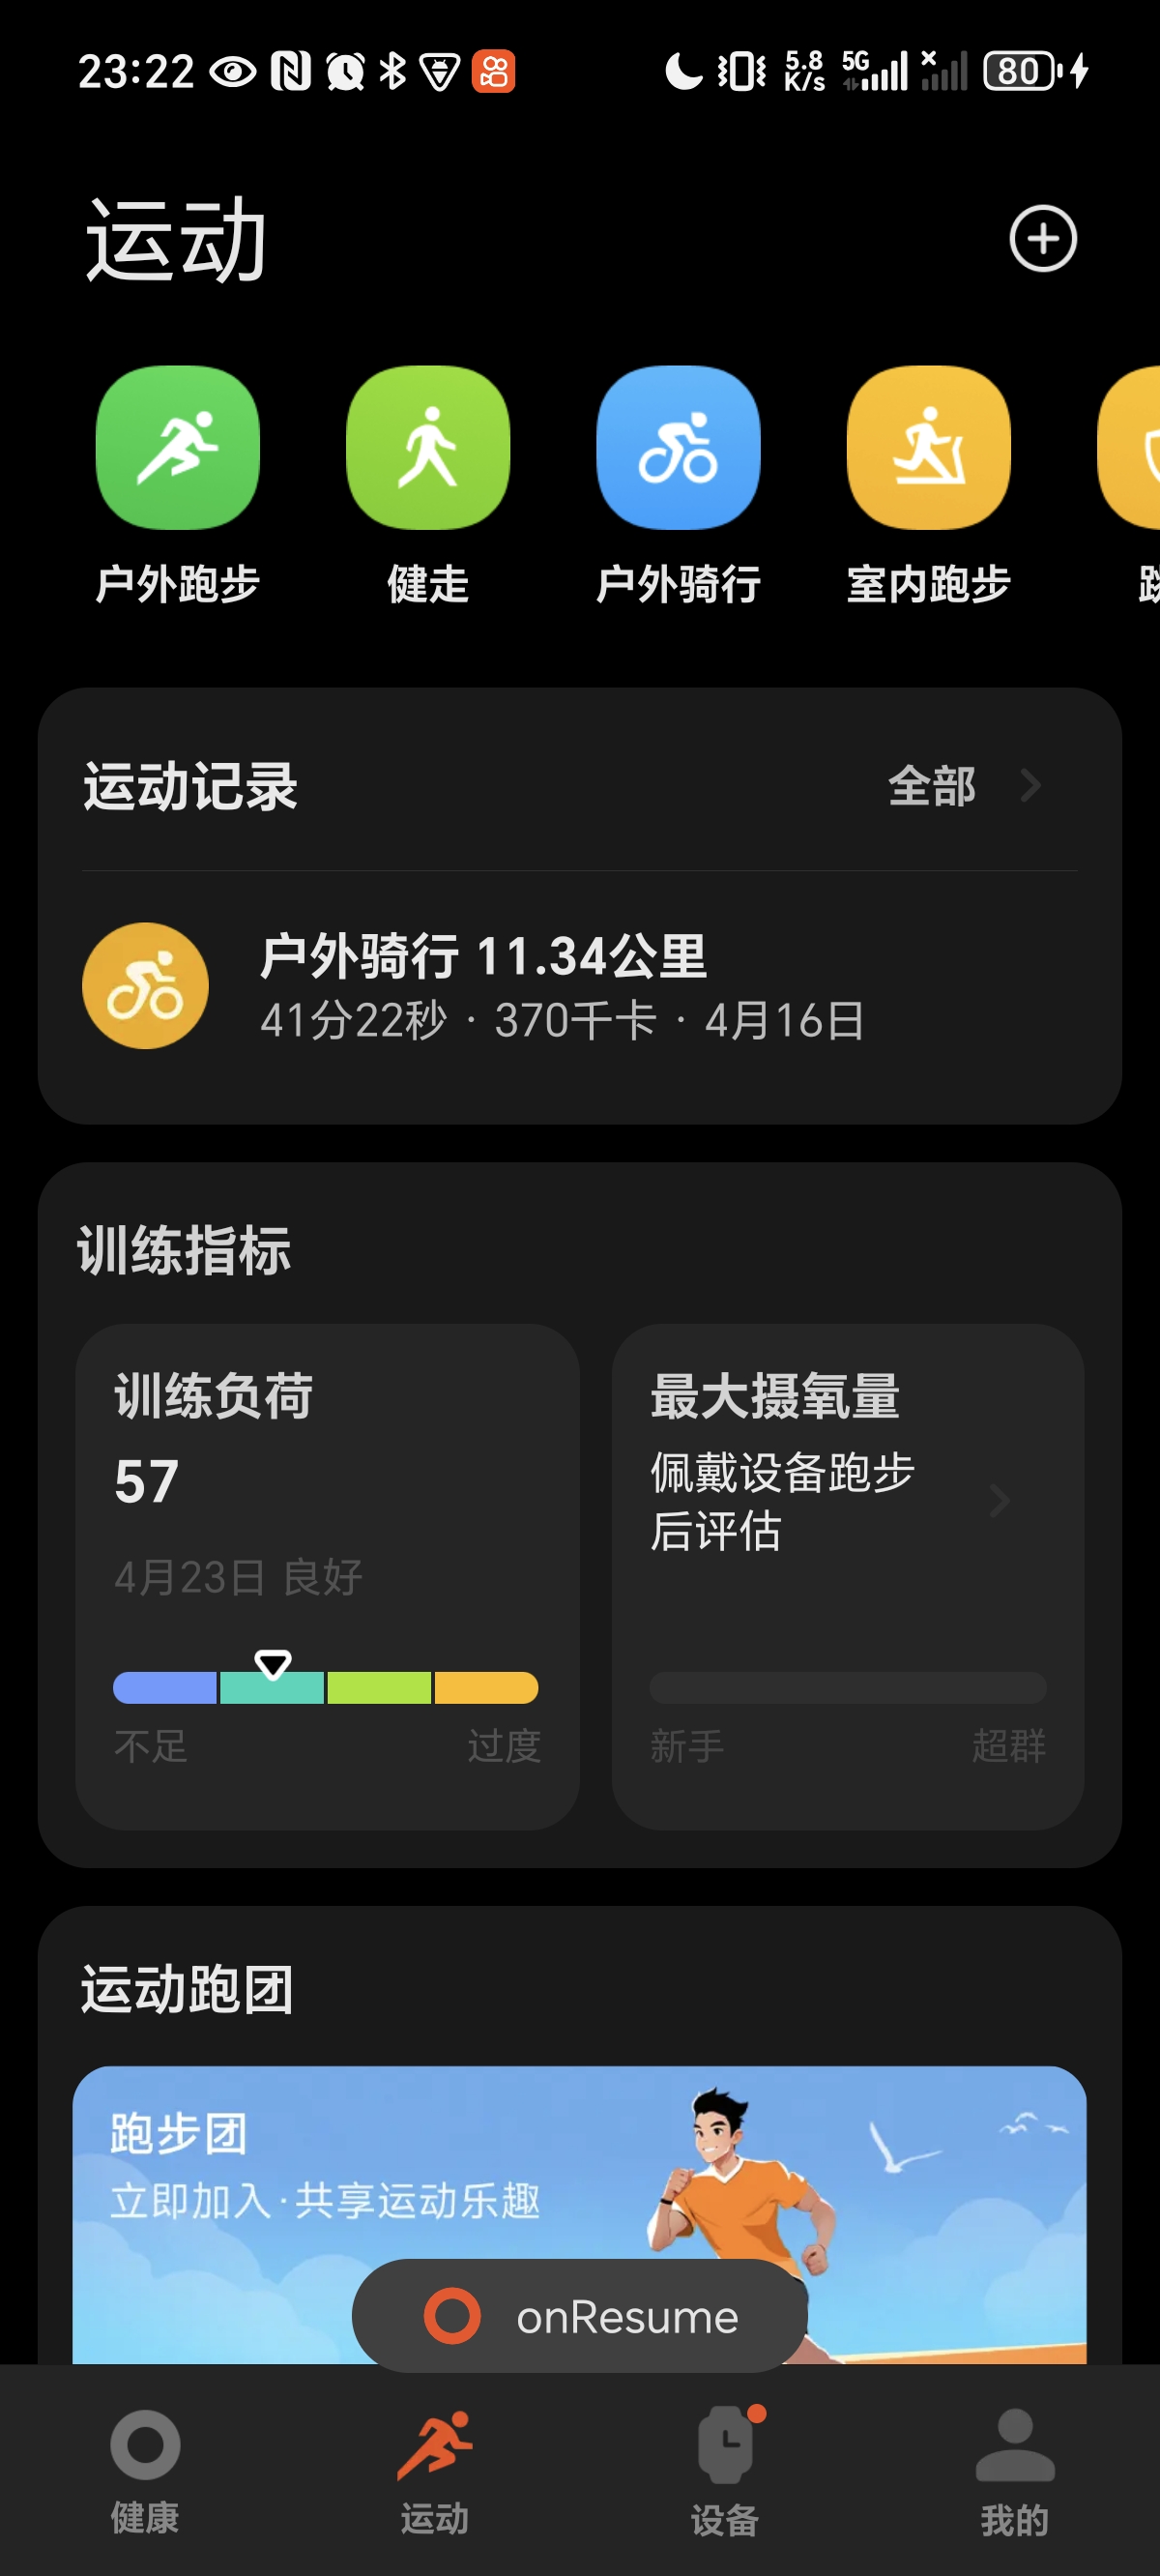 23:22
5.8 K/s
5G
80
运动
户外跑步
健走
户外骑行
室内跑步
运动记录
全部
户外骑行 11.34公里
41分22秒 · 370千卡 · 4月16日
训练指标
训练负荷
57
4月23日 良好
不足
过度
最大摄氧量
佩戴设备跑步
后评估
新手
超群
运动跑团
跑步团
立即加入·共享运动乐趣
onResume
健康
运动
设备
我的